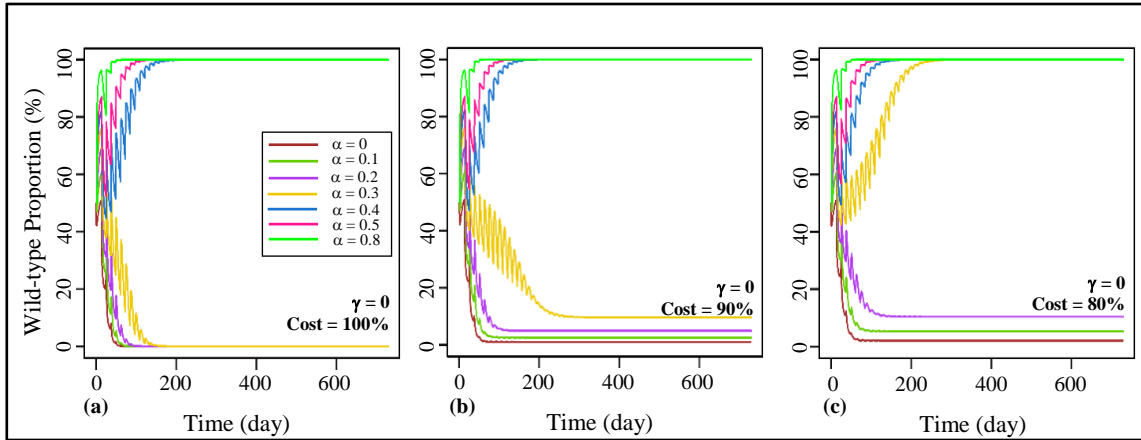 Wild-type Proportion (%)
100
80
60
40
20
0
α = 0
α = 0.1
α = 0.2
α = 0.3
α = 0.4
α = 0.5
α = 0.8
γ = 0
Cost = 100%
0 200 400 600
(a)
Time (day)
100
80
60
40
20
0
γ = 0
Cost = 90%
0 200 400 600
(b)
Time (day)
100
80
60
40
20
0
γ = 0
Cost = 80%
0 200 400 600
(c)
Time (day)